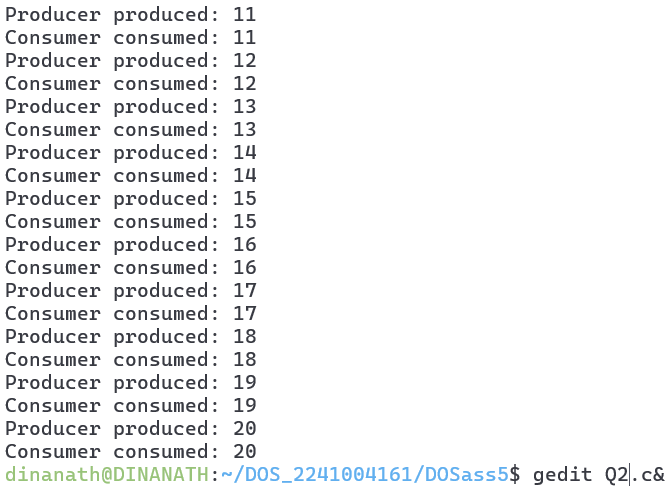 Producer produced: 11
Consumer consumed: 11
Producer produced: 12
Consumer consumed: 12
Producer produced: 13
Consumer consumed: 13
Producer produced: 14
Consumer consumed: 14
Producer produced: 15
Consumer consumed: 15
Producer produced: 16
Consumer consumed: 16
Producer produced: 17
Consumer consumed: 17
Producer produced: 18
Consumer consumed: 18
Producer produced: 19
Consumer consumed: 19
Producer produced: 20
Consumer consumed: 20
dinanath@DINANATH:~/DOS_2241004161/DOSass5$ gedit Q2.c&